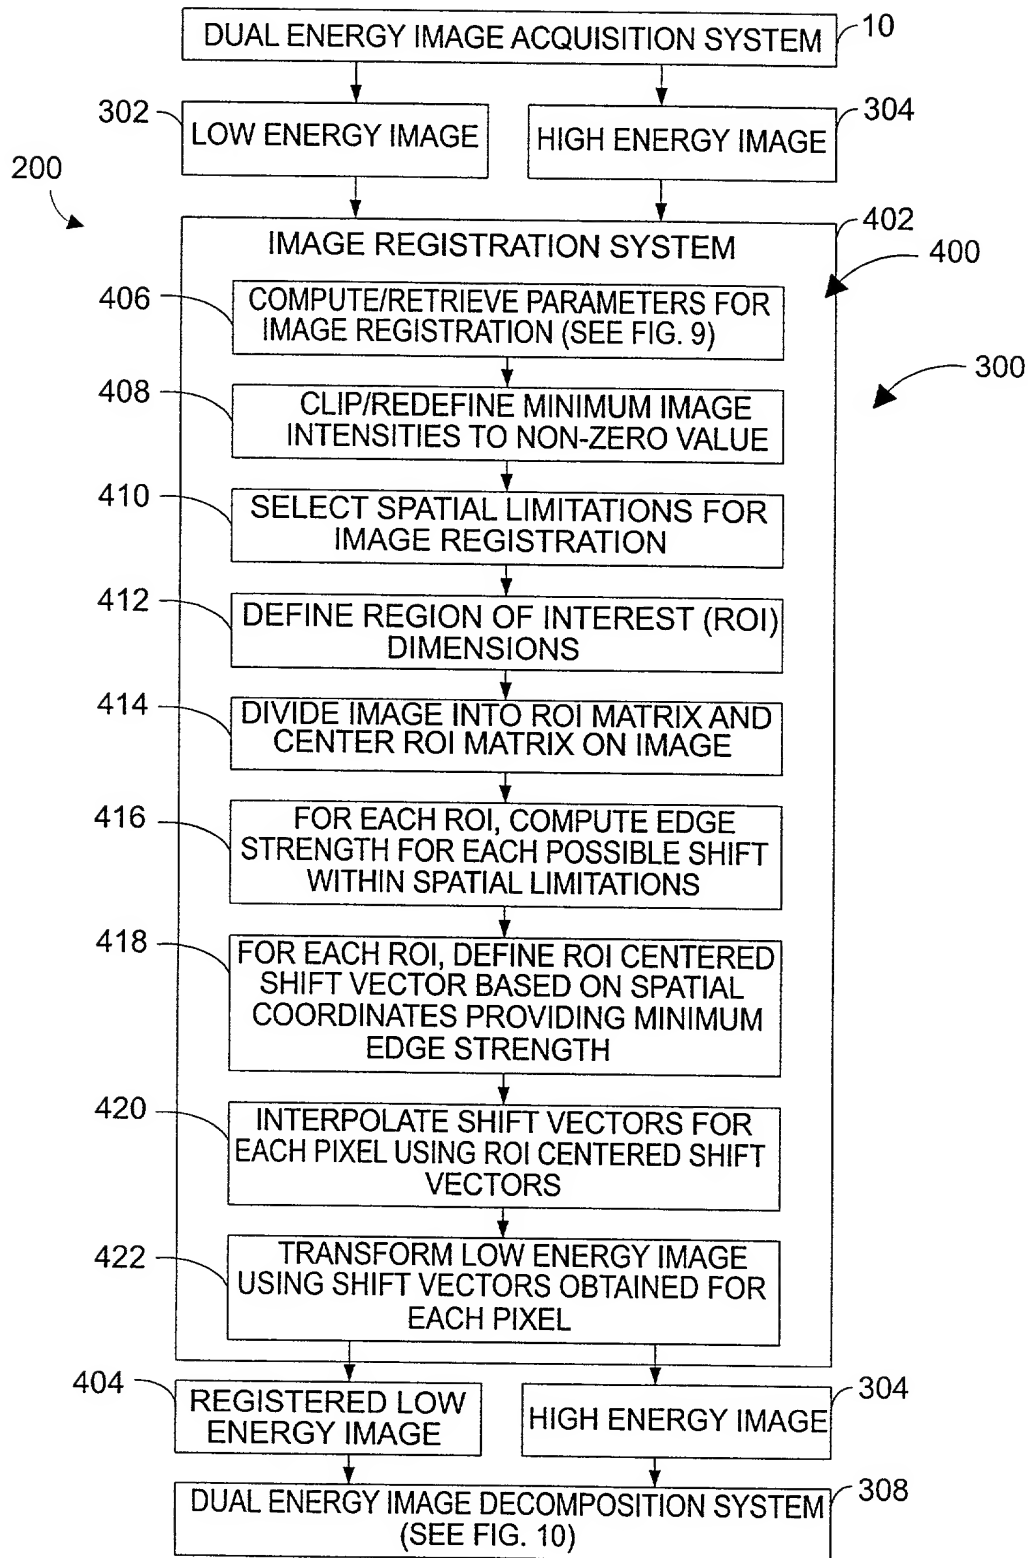 DUAL ENERGY IMAGE ACQUISITION SYSTEM
10
302
LOW ENERGY IMAGE
HIGH ENERGY IMAGE
304
200
402
IMAGE REGISTRATION SYSTEM
400
406
COMPUTE/RETRIEVE PARAMETERS FOR
IMAGE REGISTRATION (SEE FIG. 9)
300
408
CLIP/REDEFINE MINIMUM IMAGE
INTENSITIES TO NON-ZERO VALUE
410
SELECT SPATIAL LIMITATIONS FOR
IMAGE REGISTRATION
412
DEFINE REGION OF INTEREST (ROI)
DIMENSIONS
414
DIVIDE IMAGE INTO ROI MATRIX AND
CENTER ROI MATRIX ON IMAGE
416
FOR EACH ROI, COMPUTE EDGE
STRENGTH FOR EACH POSSIBLE SHIFT
WITHIN SPATIAL LIMITATIONS
418
FOR EACH ROI, DEFINE ROI CENTERED
SHIFT VECTOR BASED ON SPATIAL
COORDINATES PROVIDING MINIMUM
EDGE STRENGTH
420
INTERPOLATE SHIFT VECTORS FOR
EACH PIXEL USING ROI CENTERED SHIFT
VECTORS
422
TRANSFORM LOW ENERGY IMAGE
USING SHIFT VECTORS OBTAINED FOR
EACH PIXEL
404
REGISTERED LOW
ENERGY IMAGE
HIGH ENERGY IMAGE
304
DUAL ENERGY IMAGE DECOMPOSITION SYSTEM
(SEE FIG. 10)
308